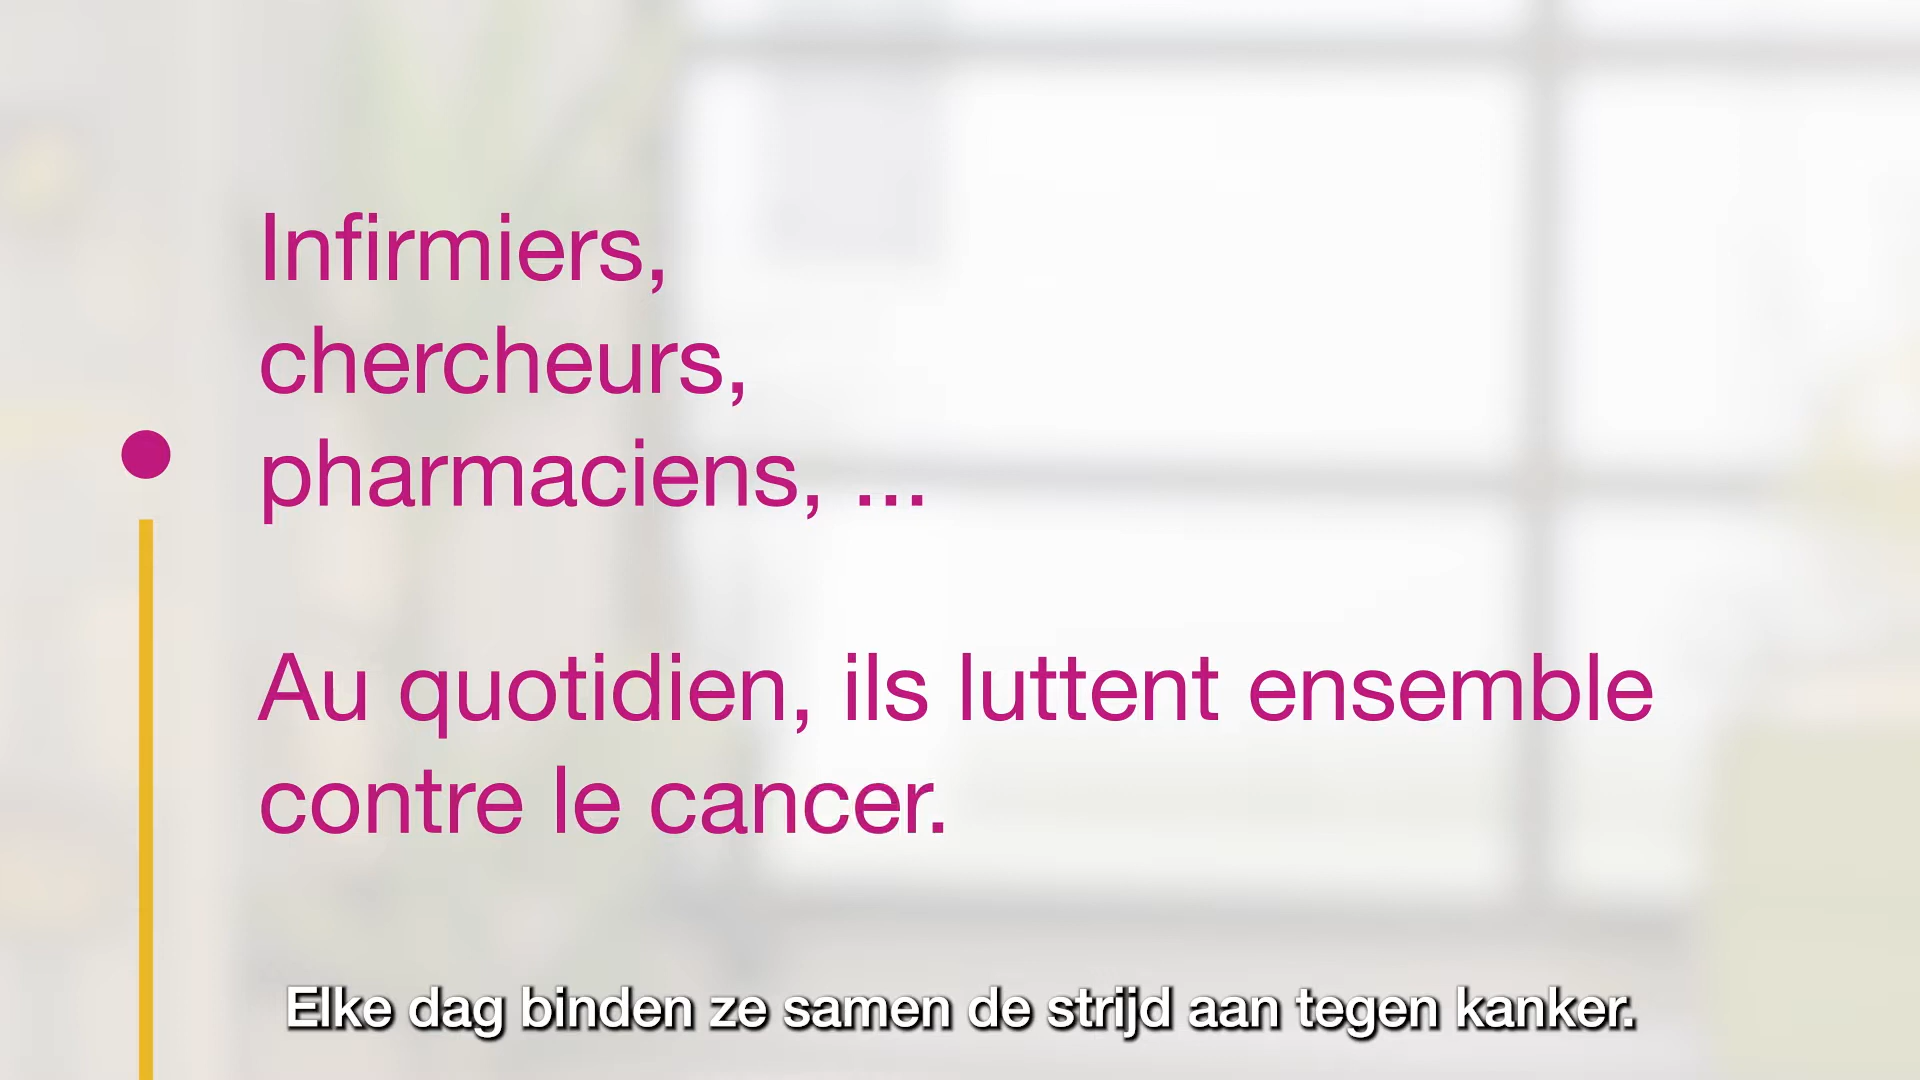 Infirmiers,
chercheurs,
pharmaciens, ...
Au quotidien, ils luttent ensemble
contre le cancer.
Elke dag binden ze samen de strijd aan tegen kanker.